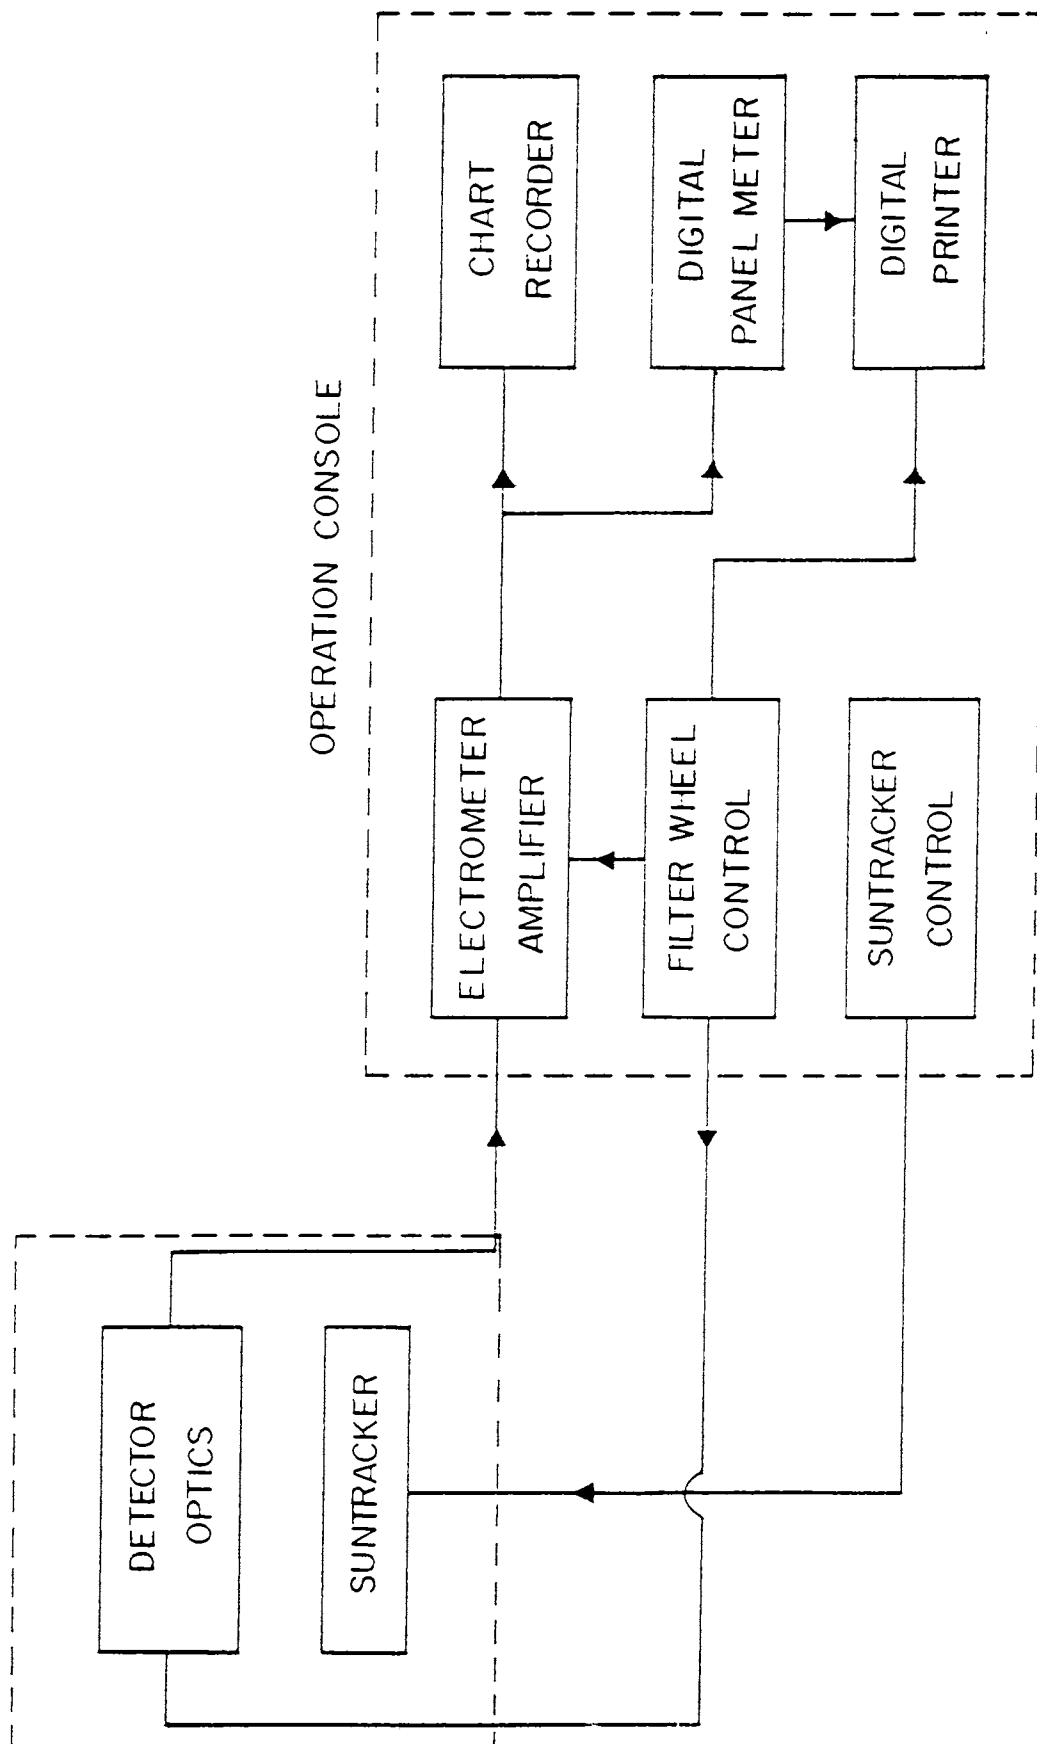 OPERATION CONSOLE
DETECTOR
OPTICS
SUNTRACKER
ELECTROMETER
AMPLIFIER
FILTER WHEEL
CONTROL
SUNTRACKER
CONTROL
CHART
RECORDER
DIGITAL
PANEL METER
DIGITAL
PRINTER